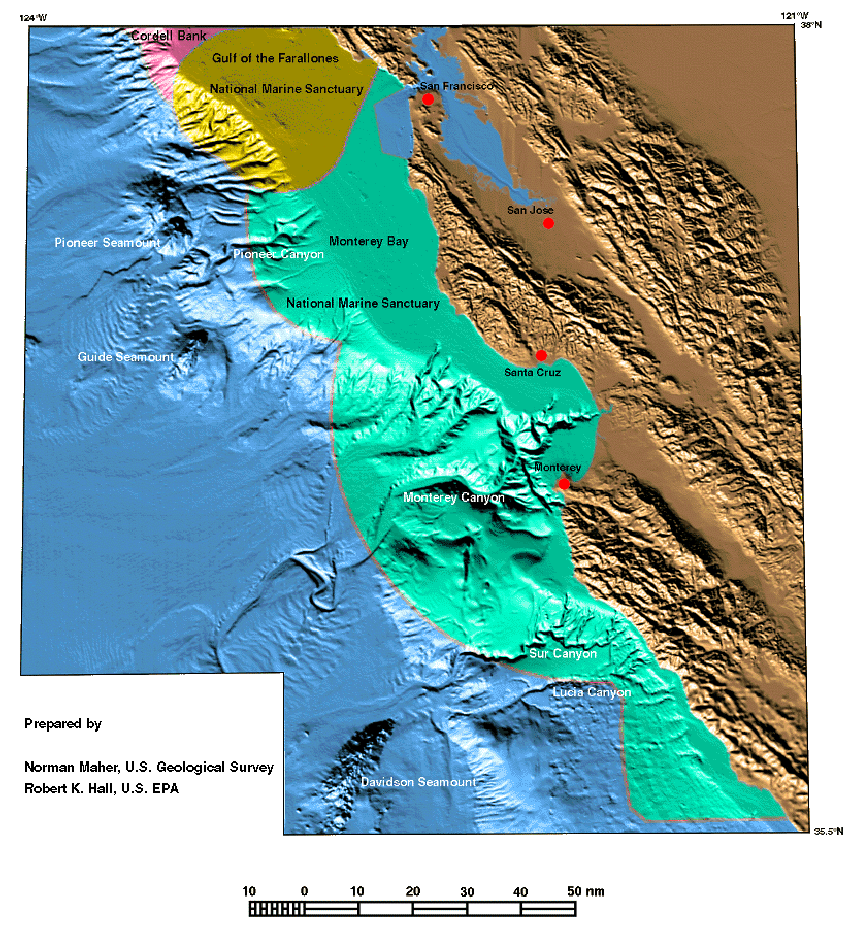 124°W
121°W
38°N
Cordell Bank
Gulf of the Farallones
National Marine Sanctuary
San Francisco
San Jose
Pioneer Seamount
Monterey Bay
Pioneer Canyon
National Marine Sanctuary
Guide Seamount
Santa Cruz
Monterey
Monterey Canyon
Sur Canyon
Lucia Canyon
Prepared by
Norman Maher, U.S. Geological Survey
Robert K. Hall, U.S. EPA
Davidson Seamount
35.5°N
10 0 10 20 30 40 50 nm